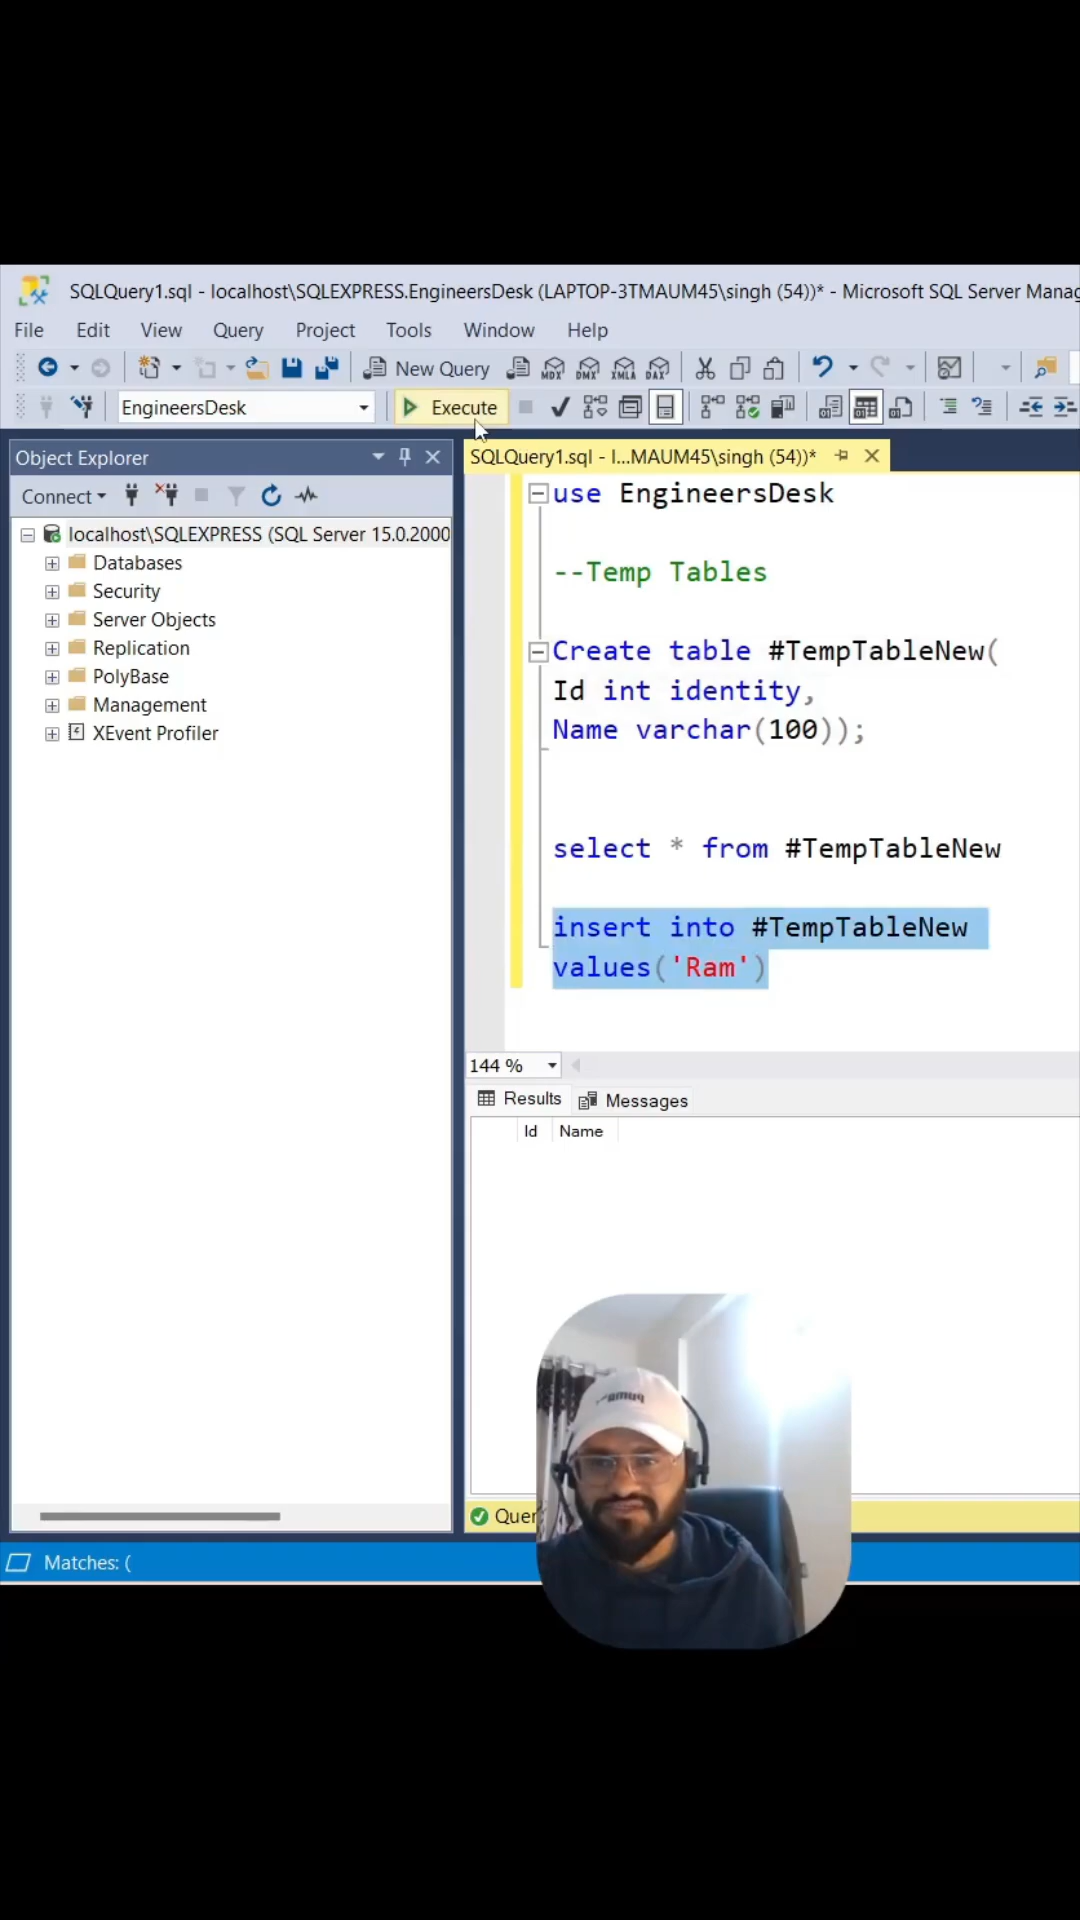 SQLQuery1.sql - localhost\SQLEXPRESS.EngineersDesk (LAPTOP-3TMAUM45\singh (54))* - Microsoft SQL Server Manag
File Edit View Query Project Tools Window Help
New Query MDX DMX XMLA DAX
EngineersDesk Execute
Object Explorer
SQLQuery1.sql - l...MAUM45\singh (54))*
Connect
localhost\SQLEXPRESS (SQL Server 15.0.2000
Databases
Security
Server Objects
Replication
PolyBase
Management
XEvent Profiler
use EngineersDesk
--Temp Tables
Create table #TempTableNew(
Id int identity,
Name varchar(100));
select * from #TempTableNew
insert into #TempTableNew
values('Ram')
144 %
Results Messages
Id Name
Quer
Matches: (